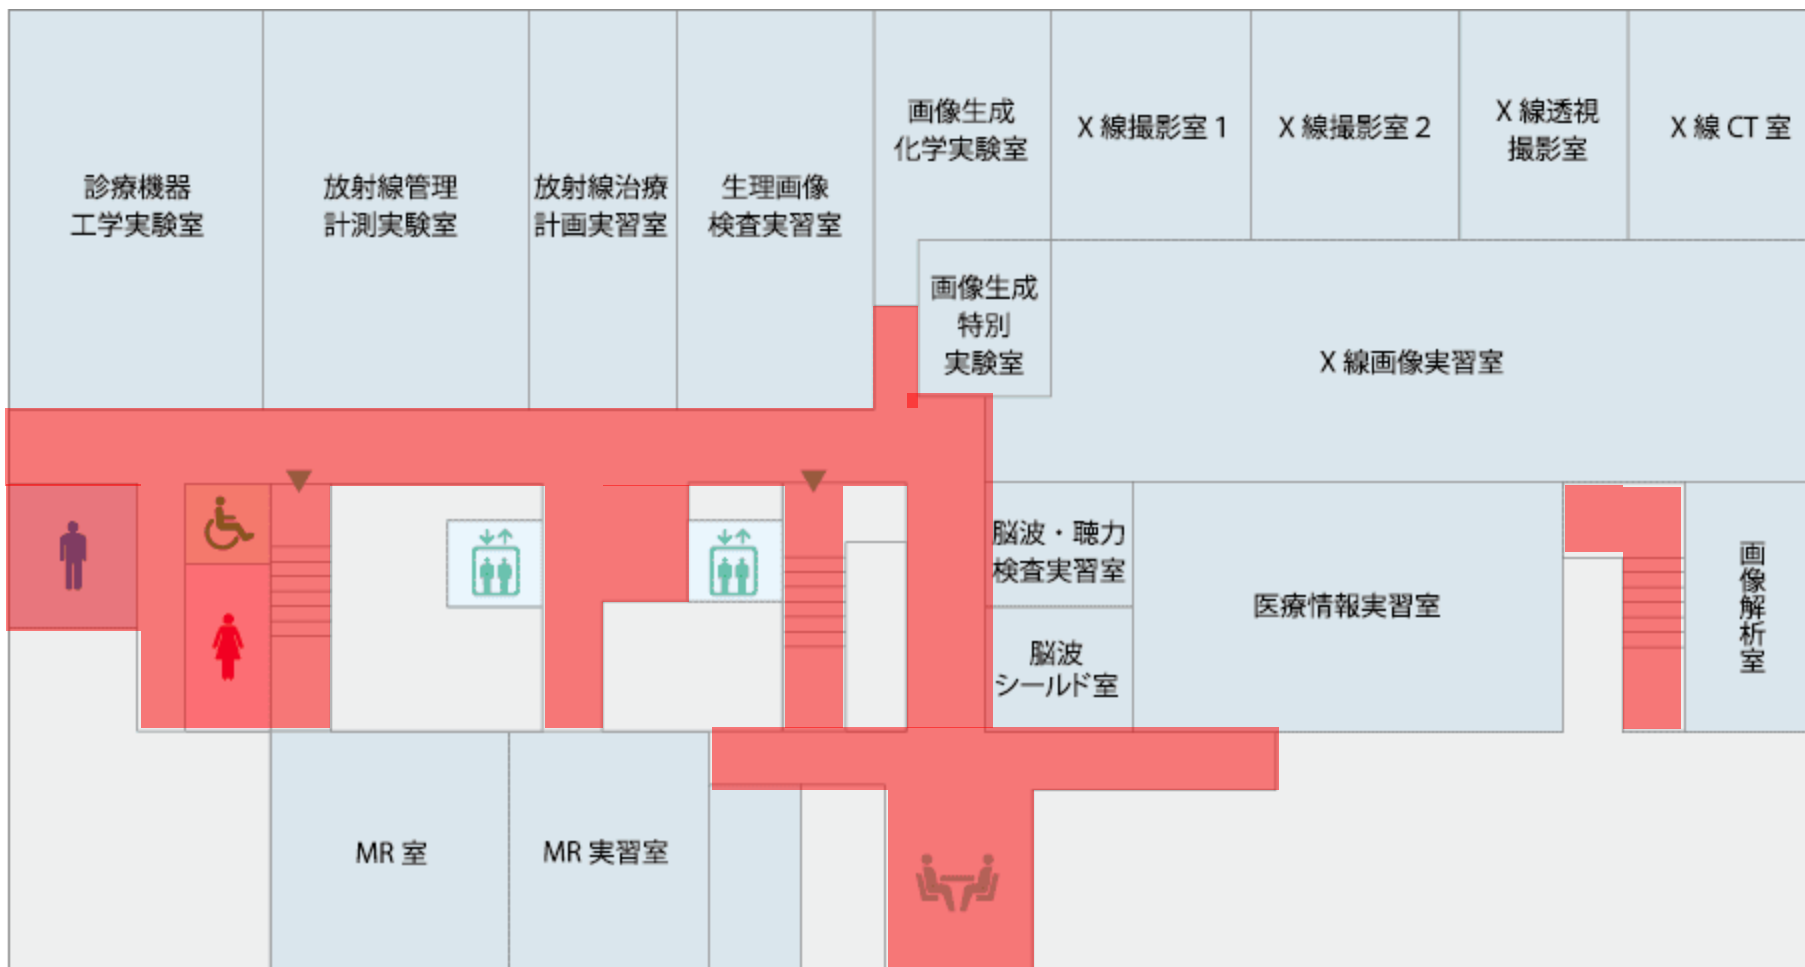 診療機器
工学実験室
放射線管理
計測実験室
放射線治療
計画実習室
生理画像
検査実習室
画像生成
化学実験室
X 線撮影室 1
X 線撮影室 2
X 線透視
撮影室
X 線 CT 室
画像生成
特別
実験室
X 線画像実習室
脳波・聴力
検査実習室
脳波
シールド室
医療情報実習室
画像解析室
MR 室
MR 実習室